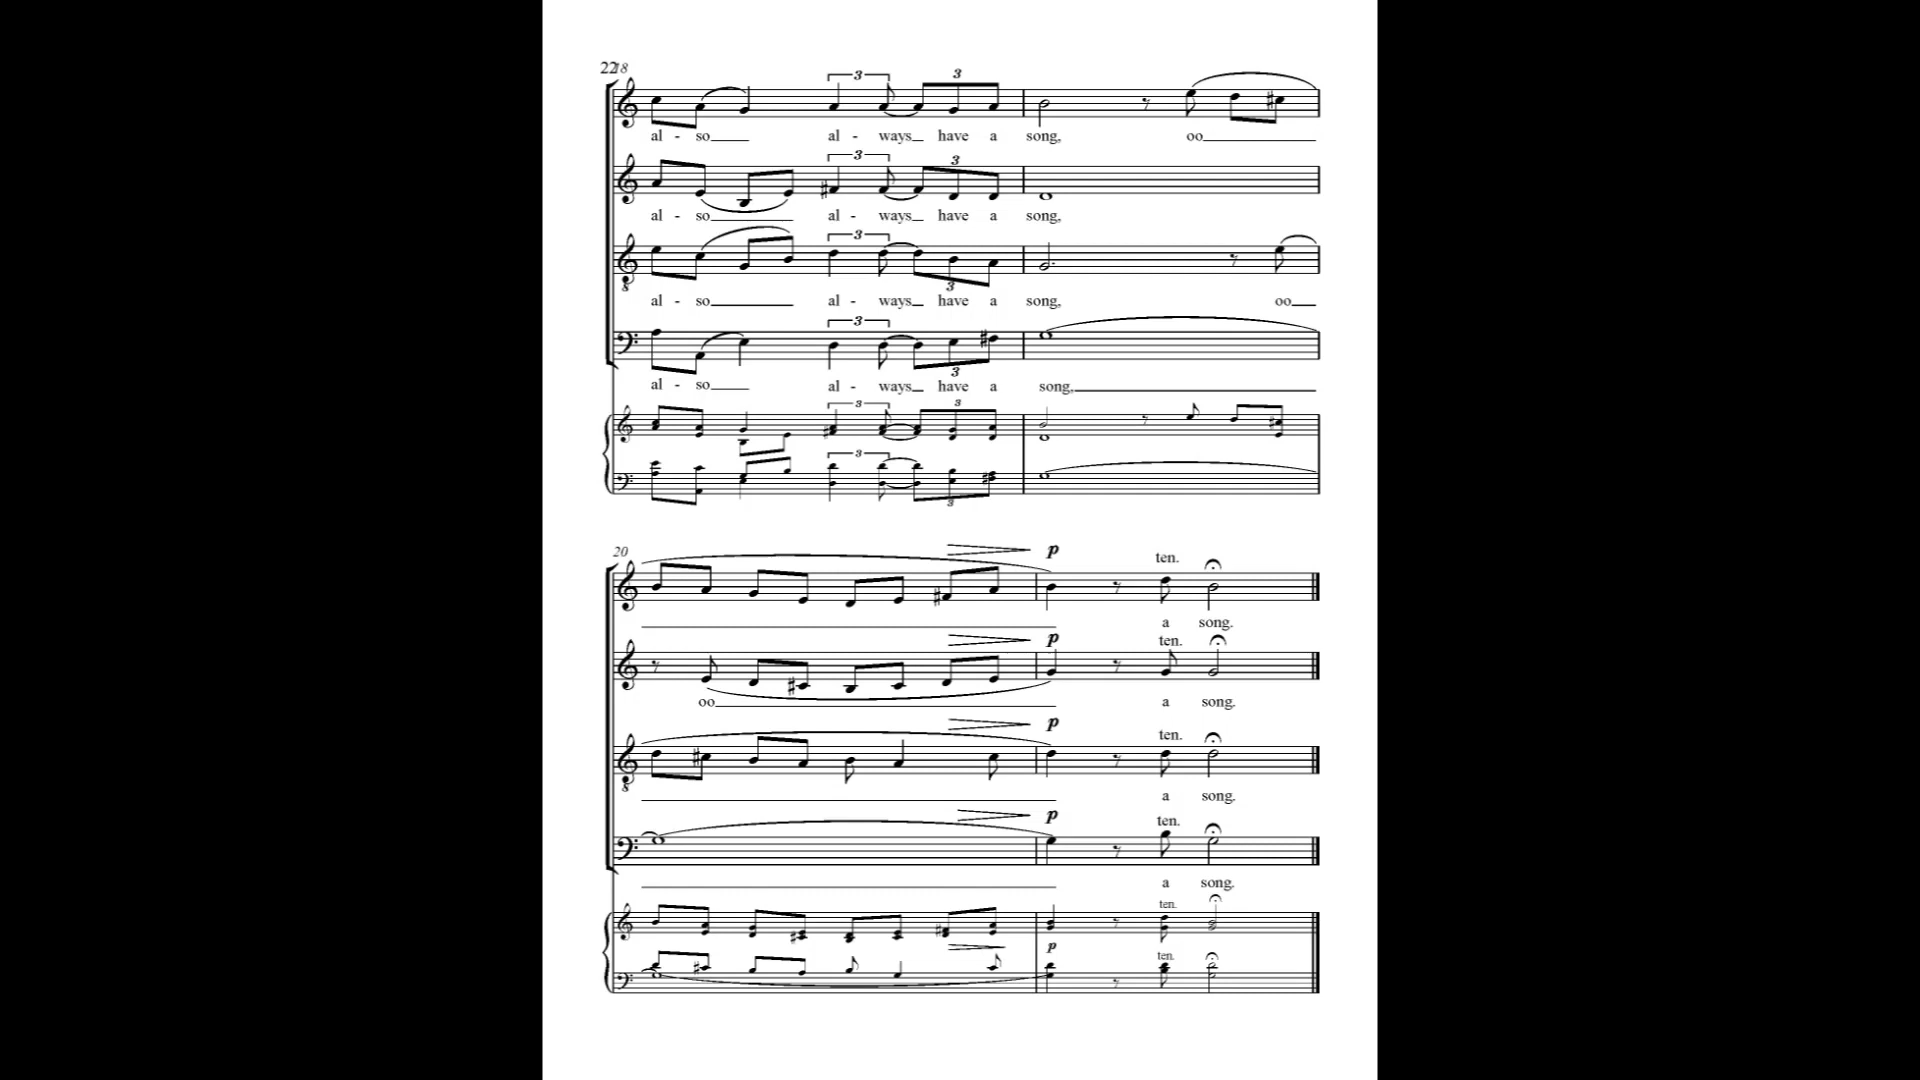 22
18
3 3
al - so al - ways have a song, oo
3 3
al - so al - ways have a song,
3
al - so al - ways have a song, oo
3
3
al - so al - ways have a song,
3
3 3
3
3
20
p ten.
a song.
p ten.
oo a song.
p ten.
a song.
p ten.
a song.
ten.
p
ten.